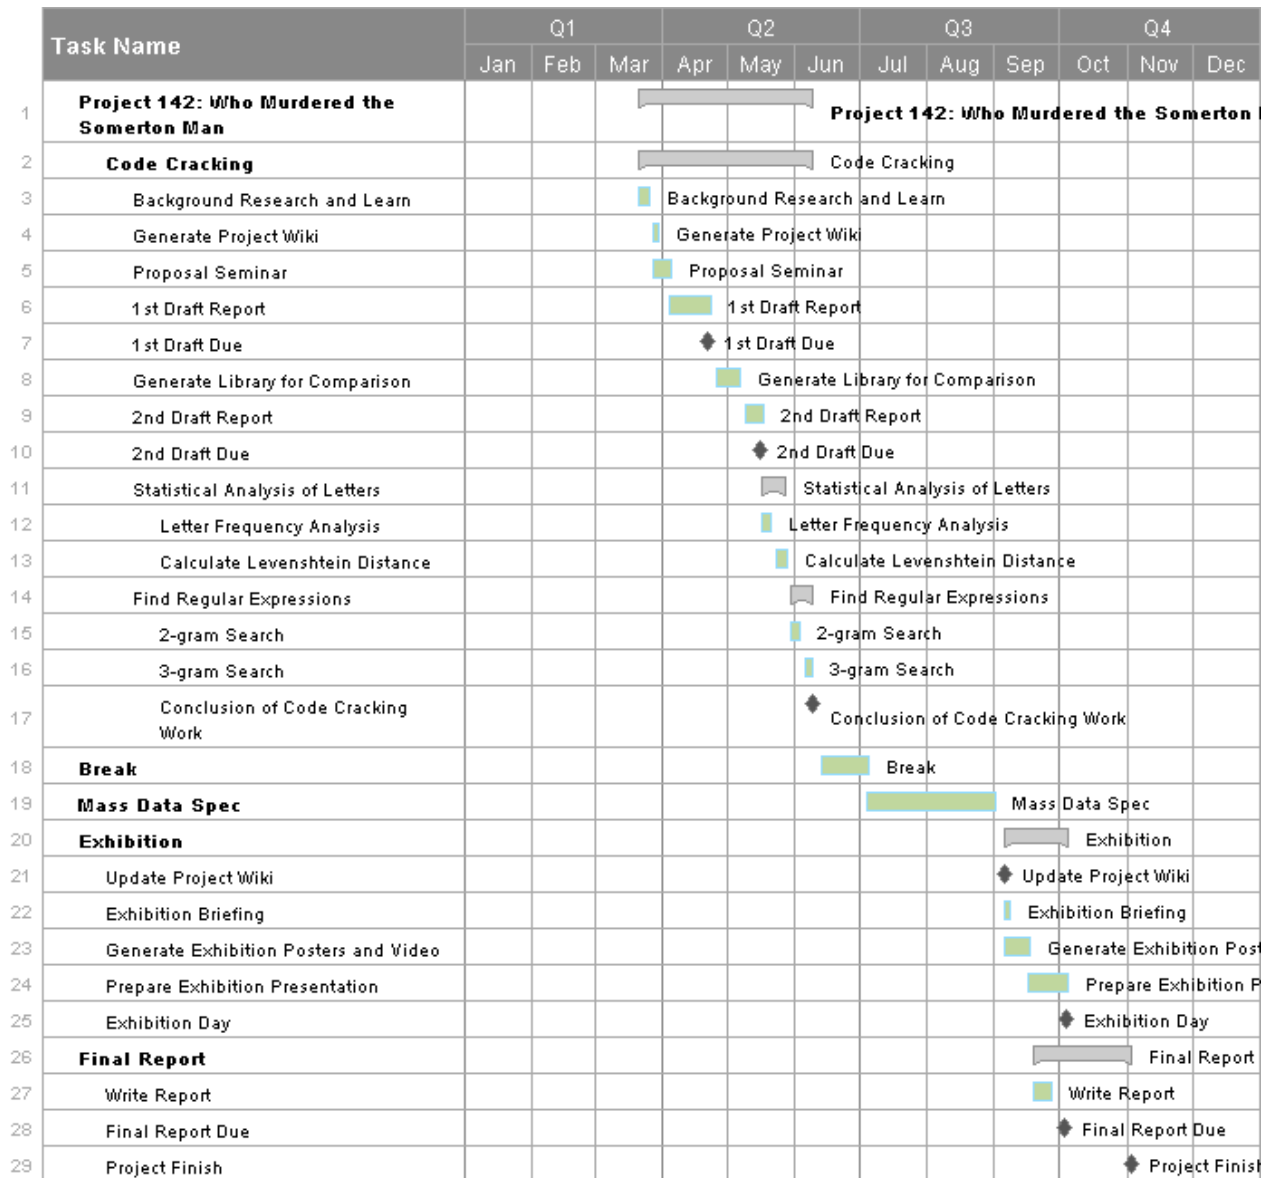 Task Name
Q1 Q2 Q3 Q4
Jan Feb Mar Apr May Jun Jul Aug Sep Oct Nov Dec
1 Project 142: Who Murdered the
Somerton Man
Project 142: Who Murdered the Somerton
2 Code Cracking Code Cracking
3 Background Research and Learn Background Research and Learn
4 Generate Project Wiki Generate Project Wiki
5 Proposal Seminar Proposal Seminar
6 1st Draft Report 1st Draft Report
7 1st Draft Due 1st Draft Due
8 Generate Library for Comparison Generate Library for Comparison
9 2nd Draft Report 2nd Draft Report
10 2nd Draft Due 2nd Draft Due
11 Statistical Analysis of Letters Statistical Analysis of Letters
12 Letter Frequency Analysis Letter Frequency Analysis
13 Calculate Levenshtein Distance Calculate Levenshtein Distance
14 Find Regular Expressions Find Regular Expressions
15 2-gram Search 2-gram Search
16 3-gram Search 3-gram Search
17 Conclusion of Code Cracking
Work
Conclusion of Code Cracking Work
18 Break Break
19 Mass Data Spec Mass Data Spec
20 Exhibition Exhibition
21 Update Project Wiki Update Project Wiki
22 Exhibition Briefing Exhibition Briefing
23 Generate Exhibition Posters and Video Generate Exhibition Post
24 Prepare Exhibition Presentation Prepare Exhibition P
25 Exhibition Day Exhibition Day
26 Final Report Final Report
27 Write Report Write Report
28 Final Report Due Final Report Due
29 Project Finish Project Finish